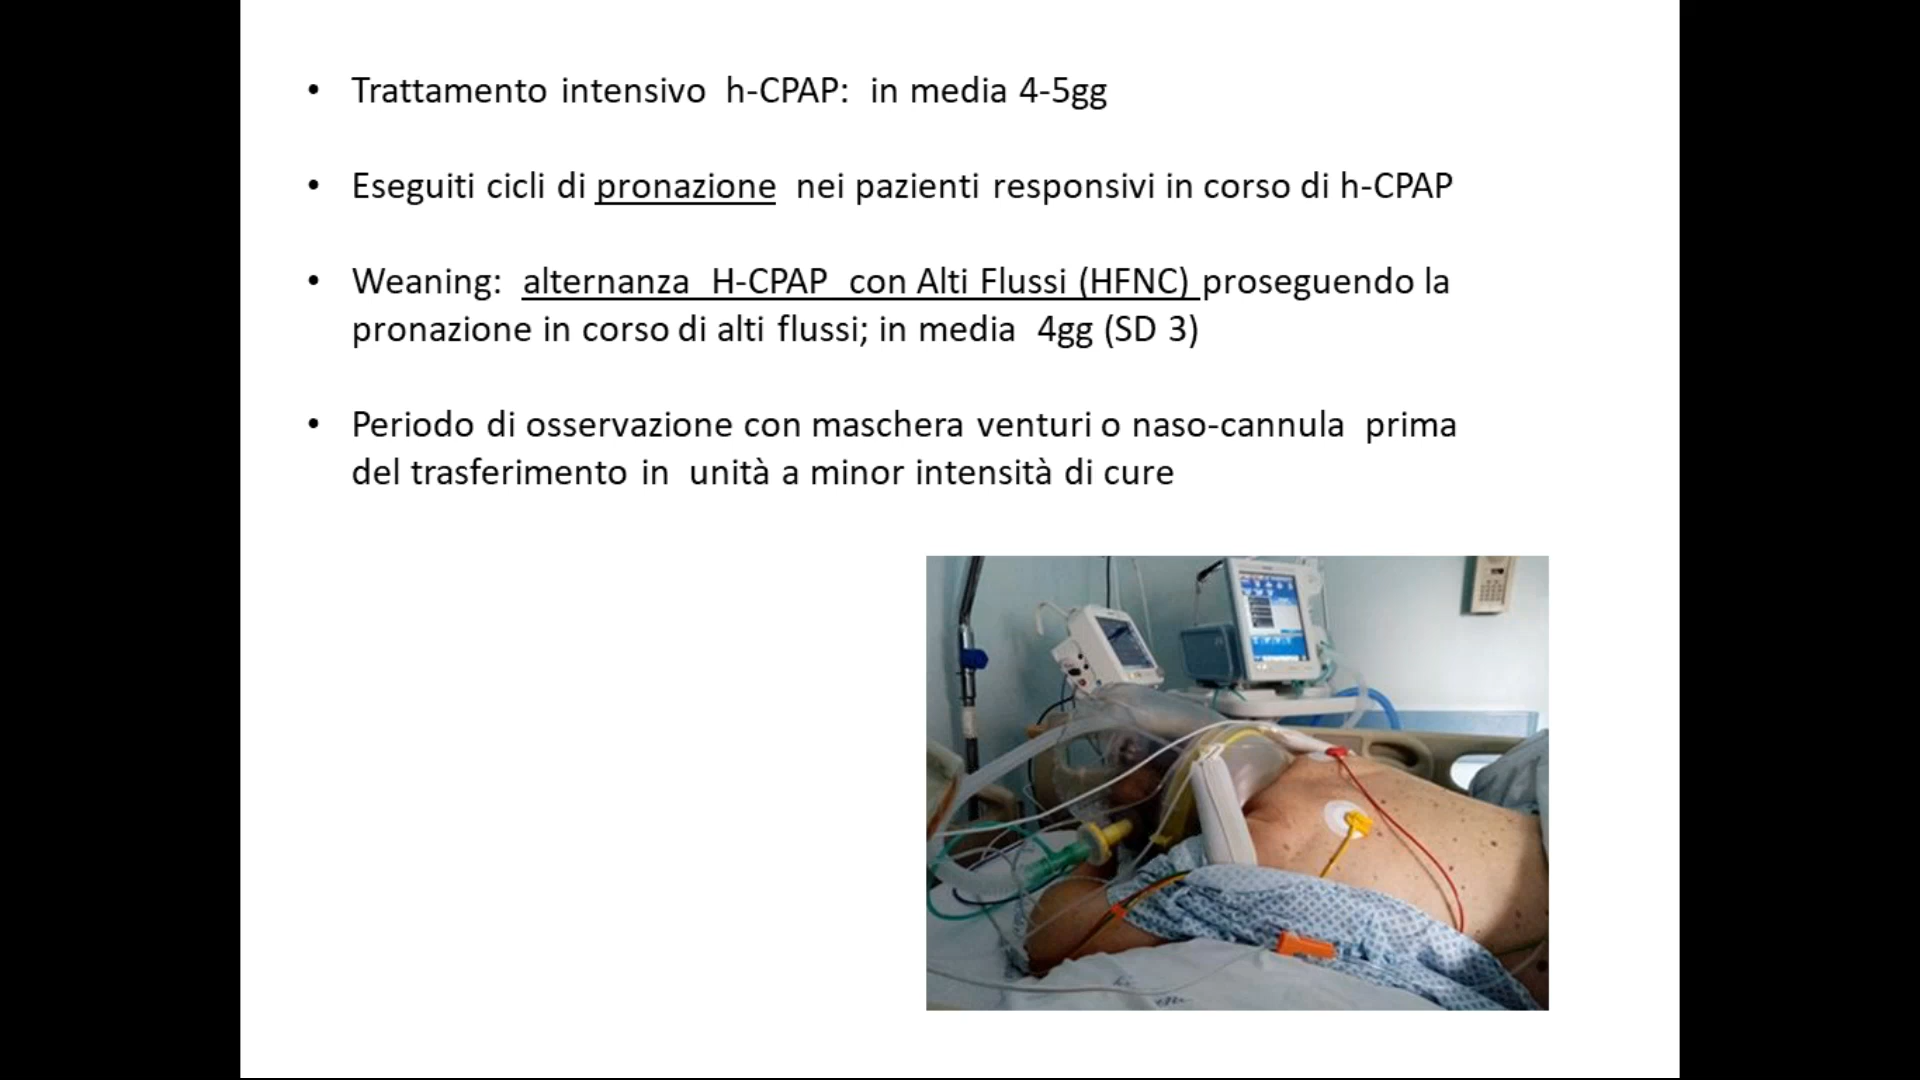 • Trattamento intensivo h-CPAP: in media 4-5gg
• Eseguiti cicli di pronazione nei pazienti responsivi in corso di h-CPAP
• Weaning: alternanza H-CPAP con Alti Flussi (HFNC) proseguendo la
pronazione in corso di alti flussi; in media 4gg (SD 3)
• Periodo di osservazione con maschera venturi o naso-cannula prima
del trasferimento in unità a minor intensità di cure